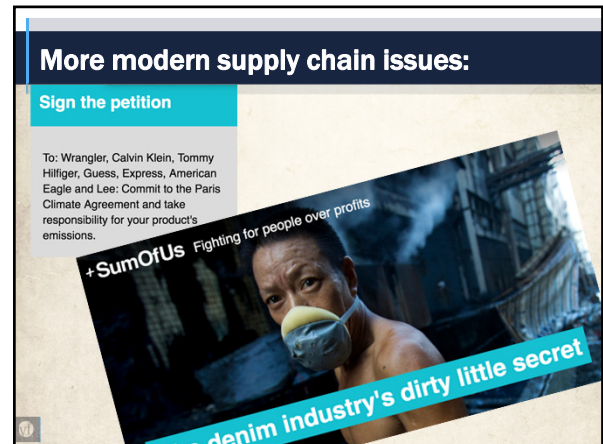 More modern supply chain issues:
Sign the petition
To: Wrangler, Calvin Klein, Tommy
Hilfiger, Guess, Express, American
Eagle and Lee: Commit to the Paris
Climate Agreement and take
responsibility for your product's
emissions.
+SumOfUs Fighting for people over profits
denim industry's dirty little secret